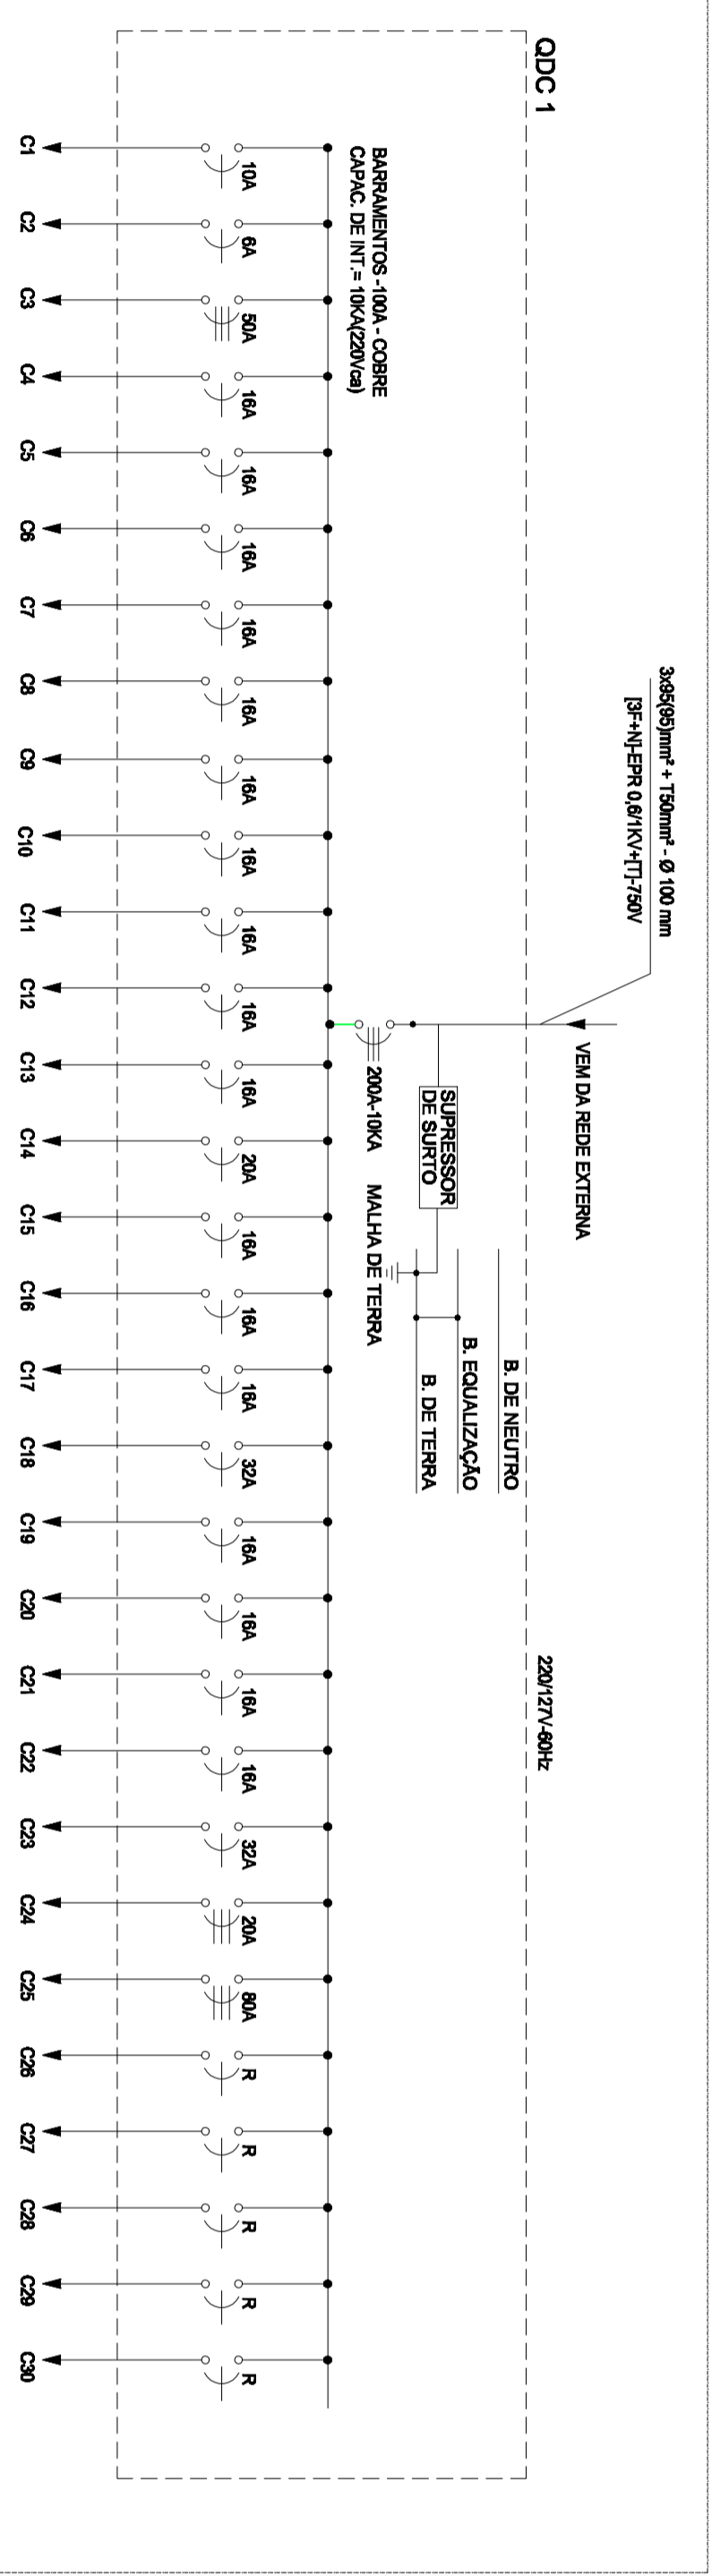 QDC 1
3x95(95)mm² + T50mm² - Ø 100 mm
[3F+N]-EPR 0,6/1KV+[T]-750V
VEM DA REDE EXTERNA
220/127V-60Hz
B. DE NEUTRO
B. EQUALIZAÇÃO
B. DE TERRA
SUPRESSOR
DE SURTO
MALHA DE TERRA
200A-10KA
BARRAMENTOS -100A - COBRE
CAPAC. DE INT.= 10KA(220Vca)
10A 6A 50A 16A 16A 16A 16A 16A 16A 16A 16A 16A 16A 20A 16A 16A 16A 32A 16A 16A 16A 16A 32A 20A 80A R R R R R
C1 C2 C3 C4 C5 C6 C7 C8 C9 C10 C11 C12 C13 C14 C15 C16 C17 C18 C19 C20 C21 C22 C23 C24 C25 C26 C27 C28 C29 C30